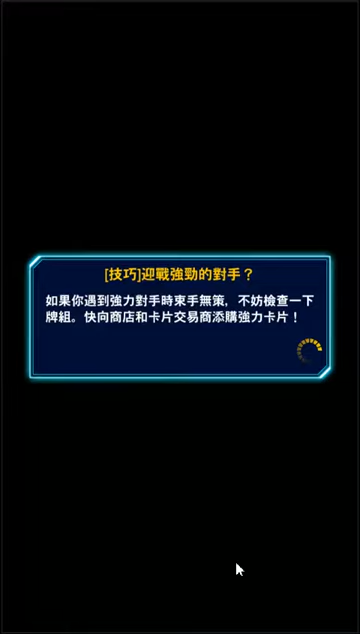 [技巧]迎戰強勁的對手？
如果你遇到強力對手時束手無策，不妨檢查一下
牌組。快向商店和卡片交易商添購強力卡片！